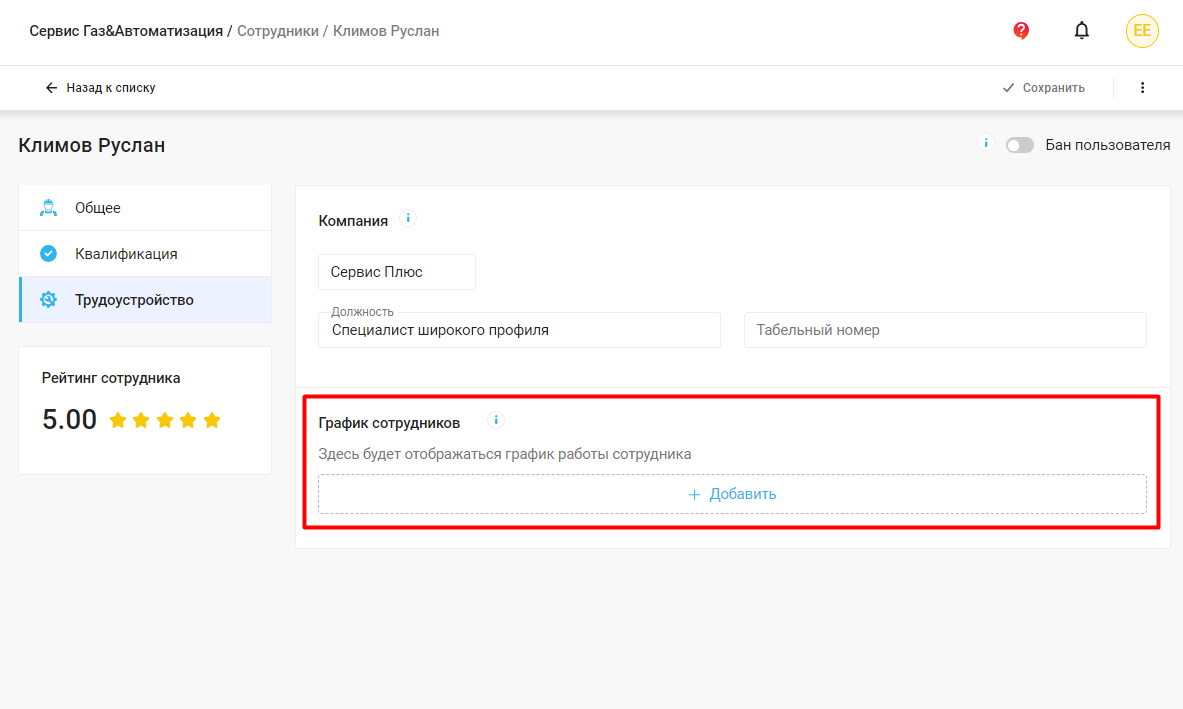 Сервис Газ&Автоматизация / Сотрудники / Климов Руслан
?
EE
Назад к списку
Сохранить
Климов Руслан
i
Бан пользователя
Общее
Квалификация
Трудоустройство
Рейтинг сотрудника
5.00
Компания i
Сервис Плюс
Должность
Специалист широкого профиля
Табельный номер
График сотрудников i
Здесь будет отображаться график работы сотрудника
+ Добавить